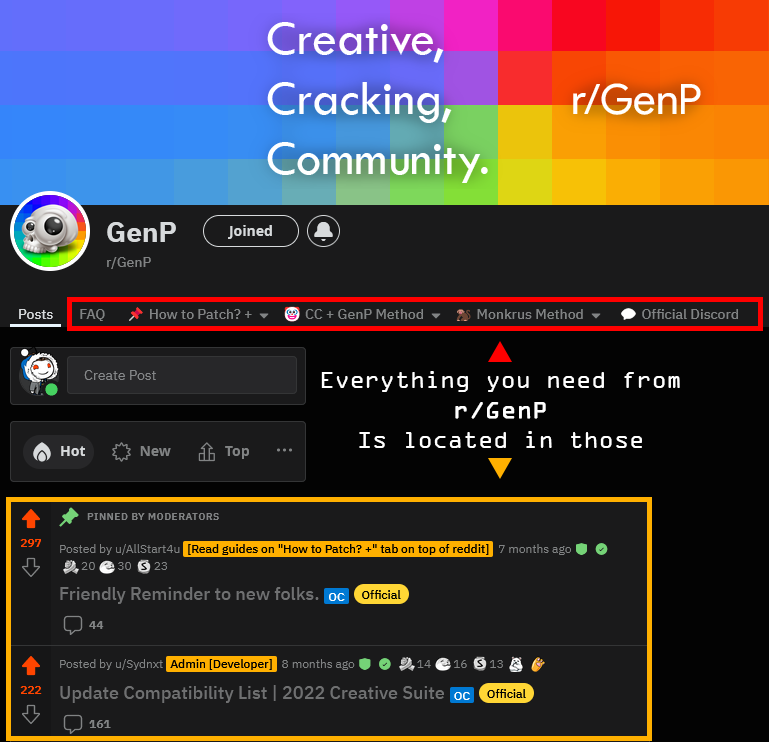 Creative,
Cracking,
r/GenP
Community.
GenP
Joined
r/GenP
Posts
FAQ
How to Patch? +
CC + GenP Method
Monkrus Method
Official Discord
Create Post
Everything you need from
r/GenP
Is located in those
Hot
New
Top
PINNED BY MODERATORS
297
Posted by u/AllStart4u [Read guides on "How to Patch? +" tab on top of reddit] 7 months ago
20 30 23
Friendly Reminder to new folks. OC Official
44
Posted by u/Sydnxt Admin [Developer] 8 months ago 14 16 13
222
Update Compatibility List | 2022 Creative Suite OC Official
161